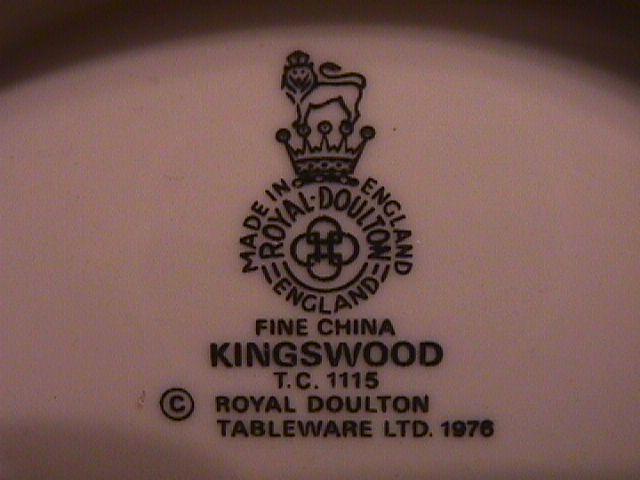 MADE IN ENGLAND
ROYAL·DOULTON
ENGLAND
FINE CHINA
KINGSWOOD
T.C. 1115
© ROYAL DOULTON
TABLEWARE LTD. 1976